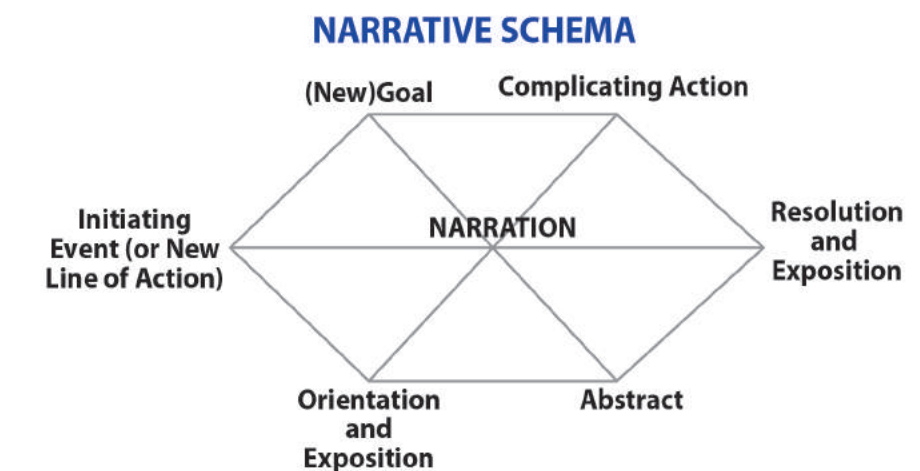 NARRATIVE SCHEMA
(New)Goal
Complicating Action
Initiating
Event (or New
Line of Action)
NARRATION
Resolution
and
Exposition
Orientation
and
Exposition
Abstract